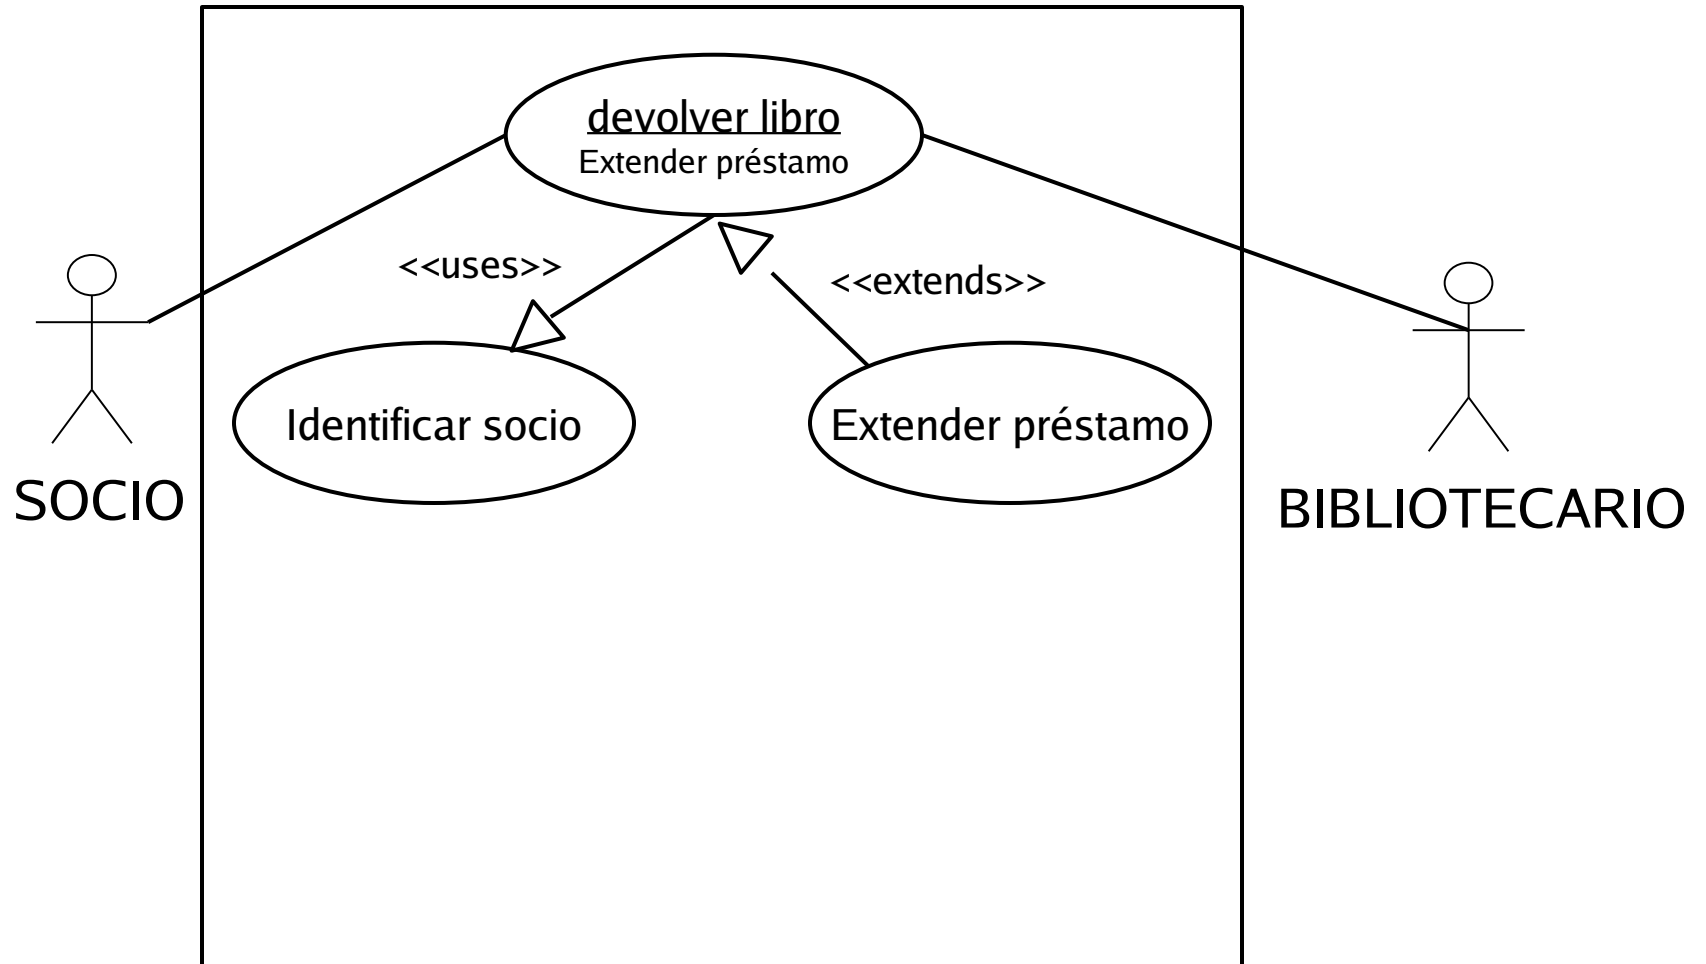 devolver libro
Extender préstamo
<<uses>>
<<extends>>
Identificar socio
Extender préstamo
SOCIO
BIBLIOTECARIO